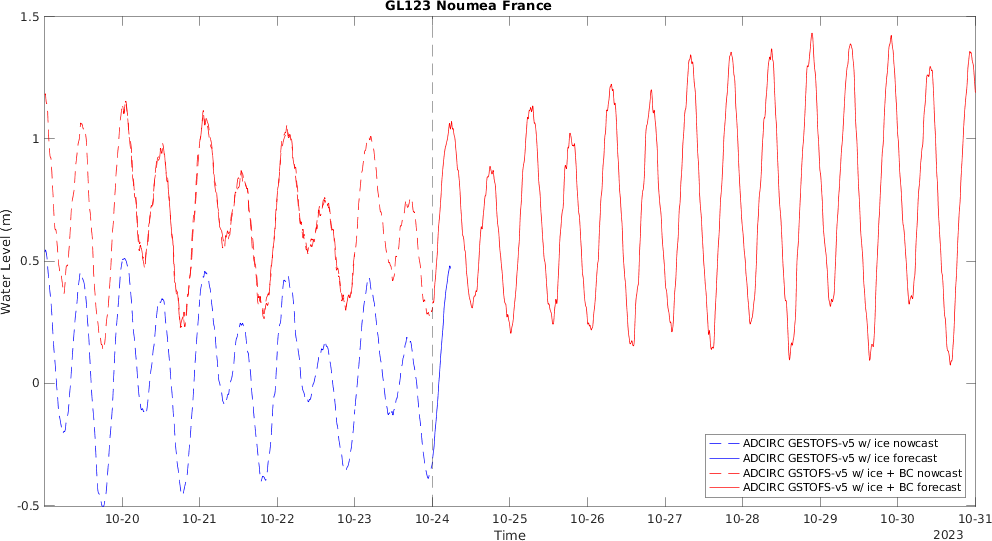 GL123 Noumea France
1.5
1
0.5
0
-0.5
Water Level (m)
10-20 10-21 10-22 10-23 10-24 10-25 10-26 10-27 10-28 10-29 10-30 10-31
2023
Time
ADCIRC GESTOFS-v5 w/ ice nowcast
ADCIRC GESTOFS-v5 w/ ice forecast
ADCIRC GSTOFS-v5 w/ ice + BC nowcast
ADCIRC GSTOFS-v5 w/ ice + BC forecast